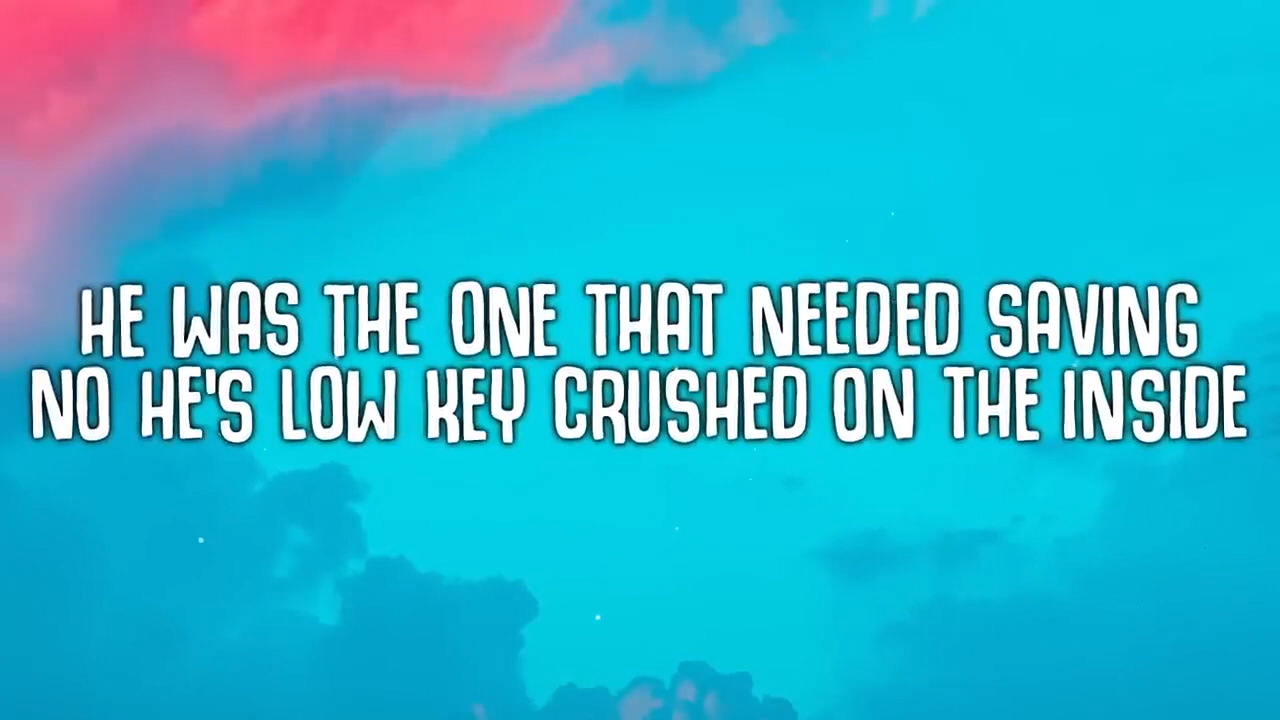 HE WAS THE ONE THAT NEEDED SAVING
NO HE'S LOW KEY CRUSHED ON THE INSIDE